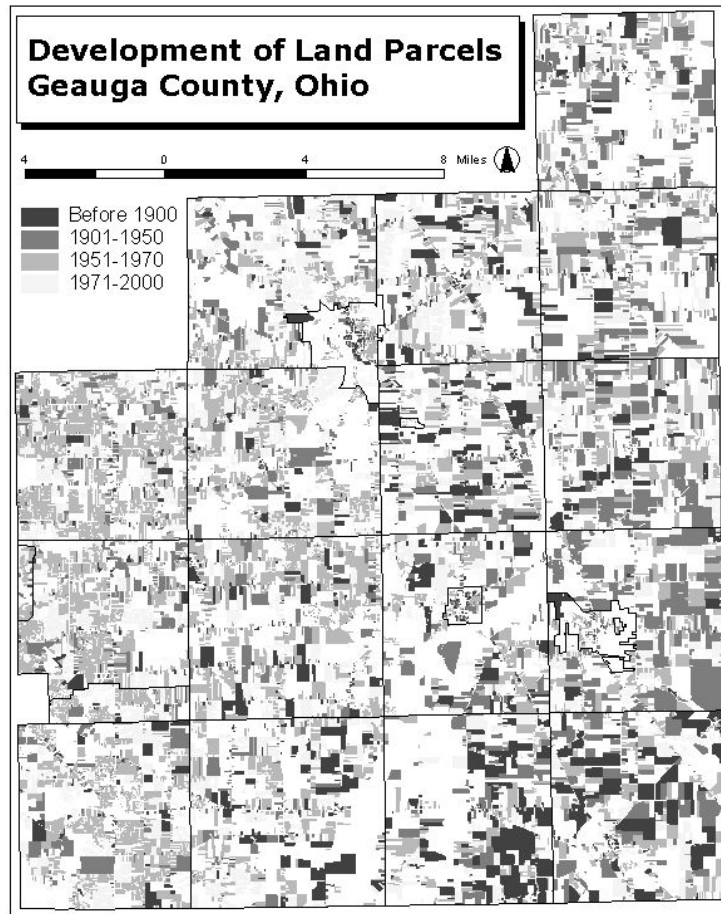 Development of Land Parcels
Geauga County, Ohio
4 0 4 8 Miles
Before 1900
1901-1950
1951-1970
1971-2000